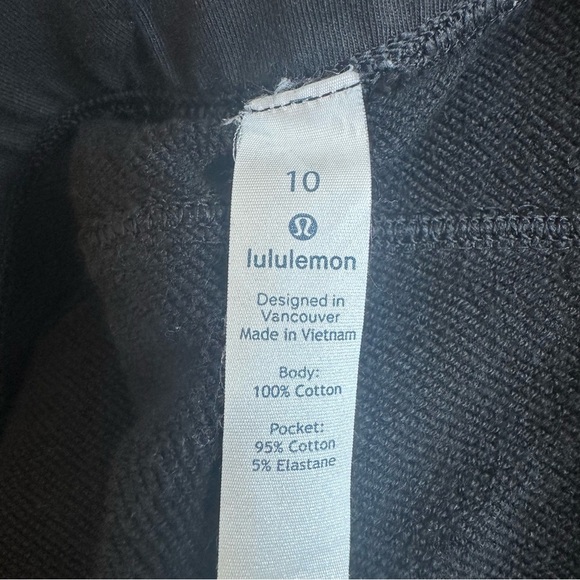 10
lululemon
Designed in
Vancouver
Made in Vietnam
Body:
100% Cotton
Pocket:
95% Cotton
5% Elastane